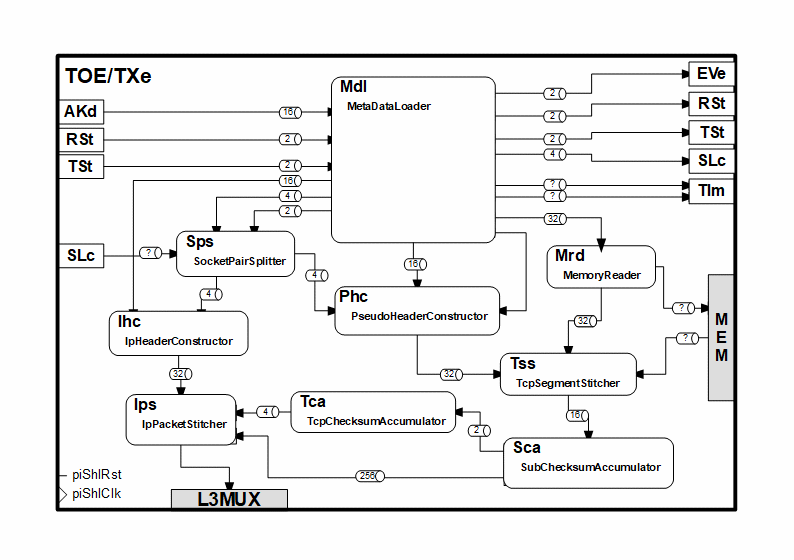 TOE/TXe
Mdl
MetaDataLoader
EVe
2
AKd
16
RSt
2
RSt
2
TSt
2
TSt
2
SLc
4
16
TIm
?
?
4
2
32
SLc
?
Sps
SocketPairSplitter
Mrd
MemoryReader
16
4
4
?
M
E
M
Phc
PseudoHeaderConstructor
Ihc
IpHeaderConstructor
32
?
Tss
TcpSegmentStitcher
32
32
Ips
IpPacketStitcher
4
Tca
TcpChecksumAccumulator
16
2
Sca
SubChecksumAccumulator
256
piShlRst
piShlClk
L3MUX